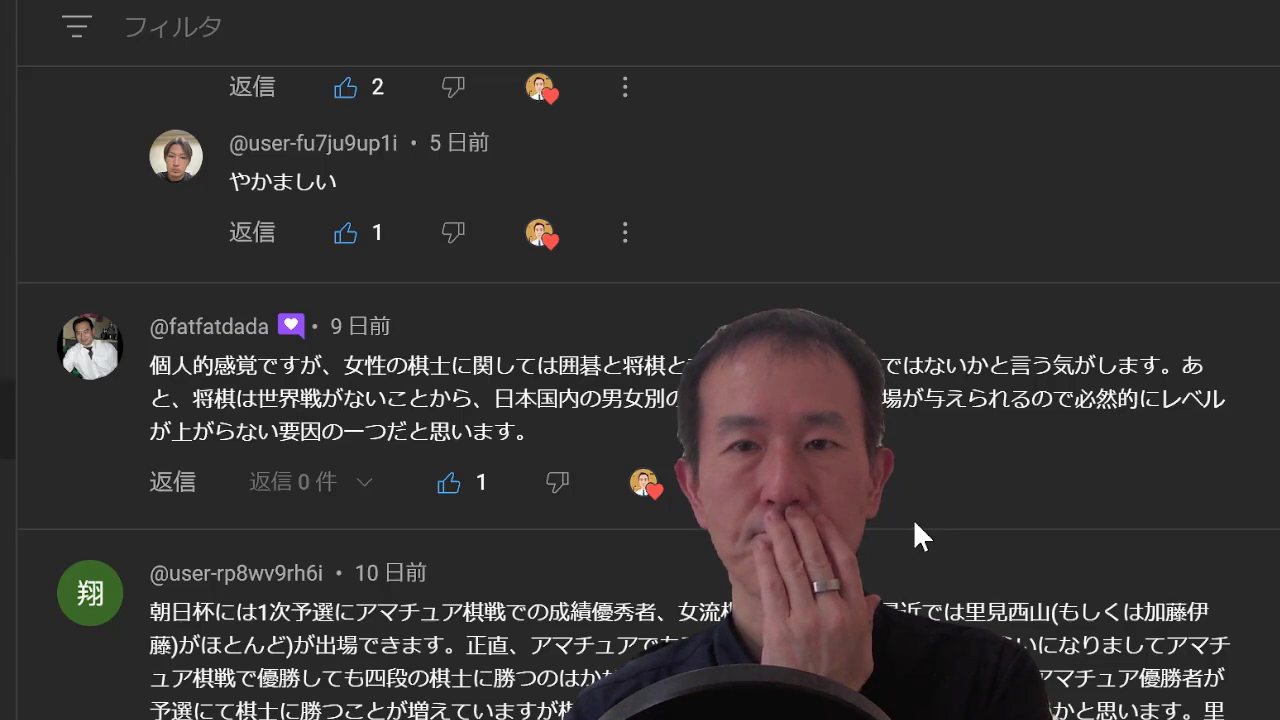 フィルタ
返信 2
@user-fu7ju9up1i • 5 日前
やかましい
返信 1
@fatfatdada • 9 日前
個人的感覚ですが、女性の棋士に関しては囲碁と将棋と ではないかと言う気がします。あ
と、将棋は世界戦がないことから、日本国内の男女別の 場が与えられるので必然的にレベル
が上がらない要因の一つだと思います。
返信 返信 0 件 1
翔
@user-rp8wv9rh6i • 10 日前
朝日杯には1次予選にアマチュア棋戦での成績優秀者、女流 最近では里見西山(もしくは加藤伊
藤)がほとんど)が出場できます。正直、アマチュアで らいになりましてアマチ
ュア棋戦で優勝しても四段の棋士に勝つのは アマチュア優勝者が
予選にて棋士に勝つことが増えていますが かと思います。里